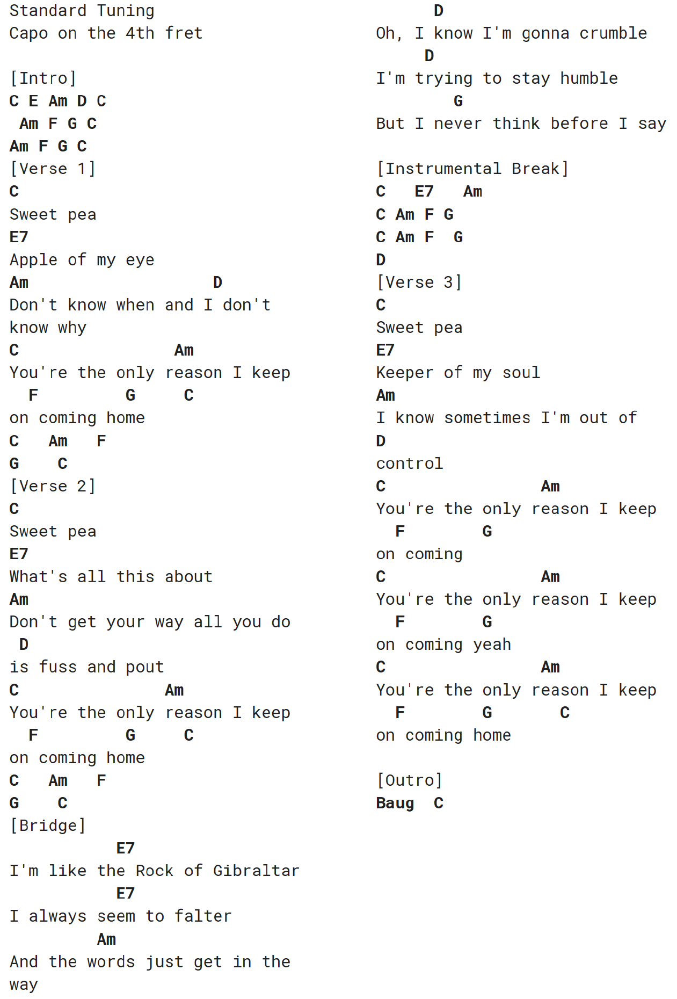 Standard Tuning
Capo on the 4th fret

[Intro]
C E Am D C
 Am F G C
Am F G C
[Verse 1]
C
Sweet pea
E7
Apple of my eye
Am                   D
Don't know when and I don't
know why
C                Am
You're the only reason I keep
  F         G     C
on coming home
C   Am   F
G    C
[Verse 2]
C
Sweet pea
E7
What's all this about
Am
Don't get your way all you do
 D
is fuss and pout
C               Am
You're the only reason I keep
  F         G     C
on coming home
C   Am   F
G    C
[Bridge]
           E7
I'm like the Rock of Gibraltar
           E7
I always seem to falter
         Am
And the words just get in the
way
      D
Oh, I know I'm gonna crumble
     D
I'm trying to stay humble
        G
But I never think before I say

[Instrumental Break]
C   E7   Am
C Am F G
C Am F  G
D
[Verse 3]
C
Sweet pea
E7
Keeper of my soul
Am
I know sometimes I'm out of
D
control
C                Am
You're the only reason I keep
  F        G
on coming
C                Am
You're the only reason I keep
  F        G
on coming yeah
C                Am
You're the only reason I keep
  F        G       C
on coming home

[Outro]
Baug  C